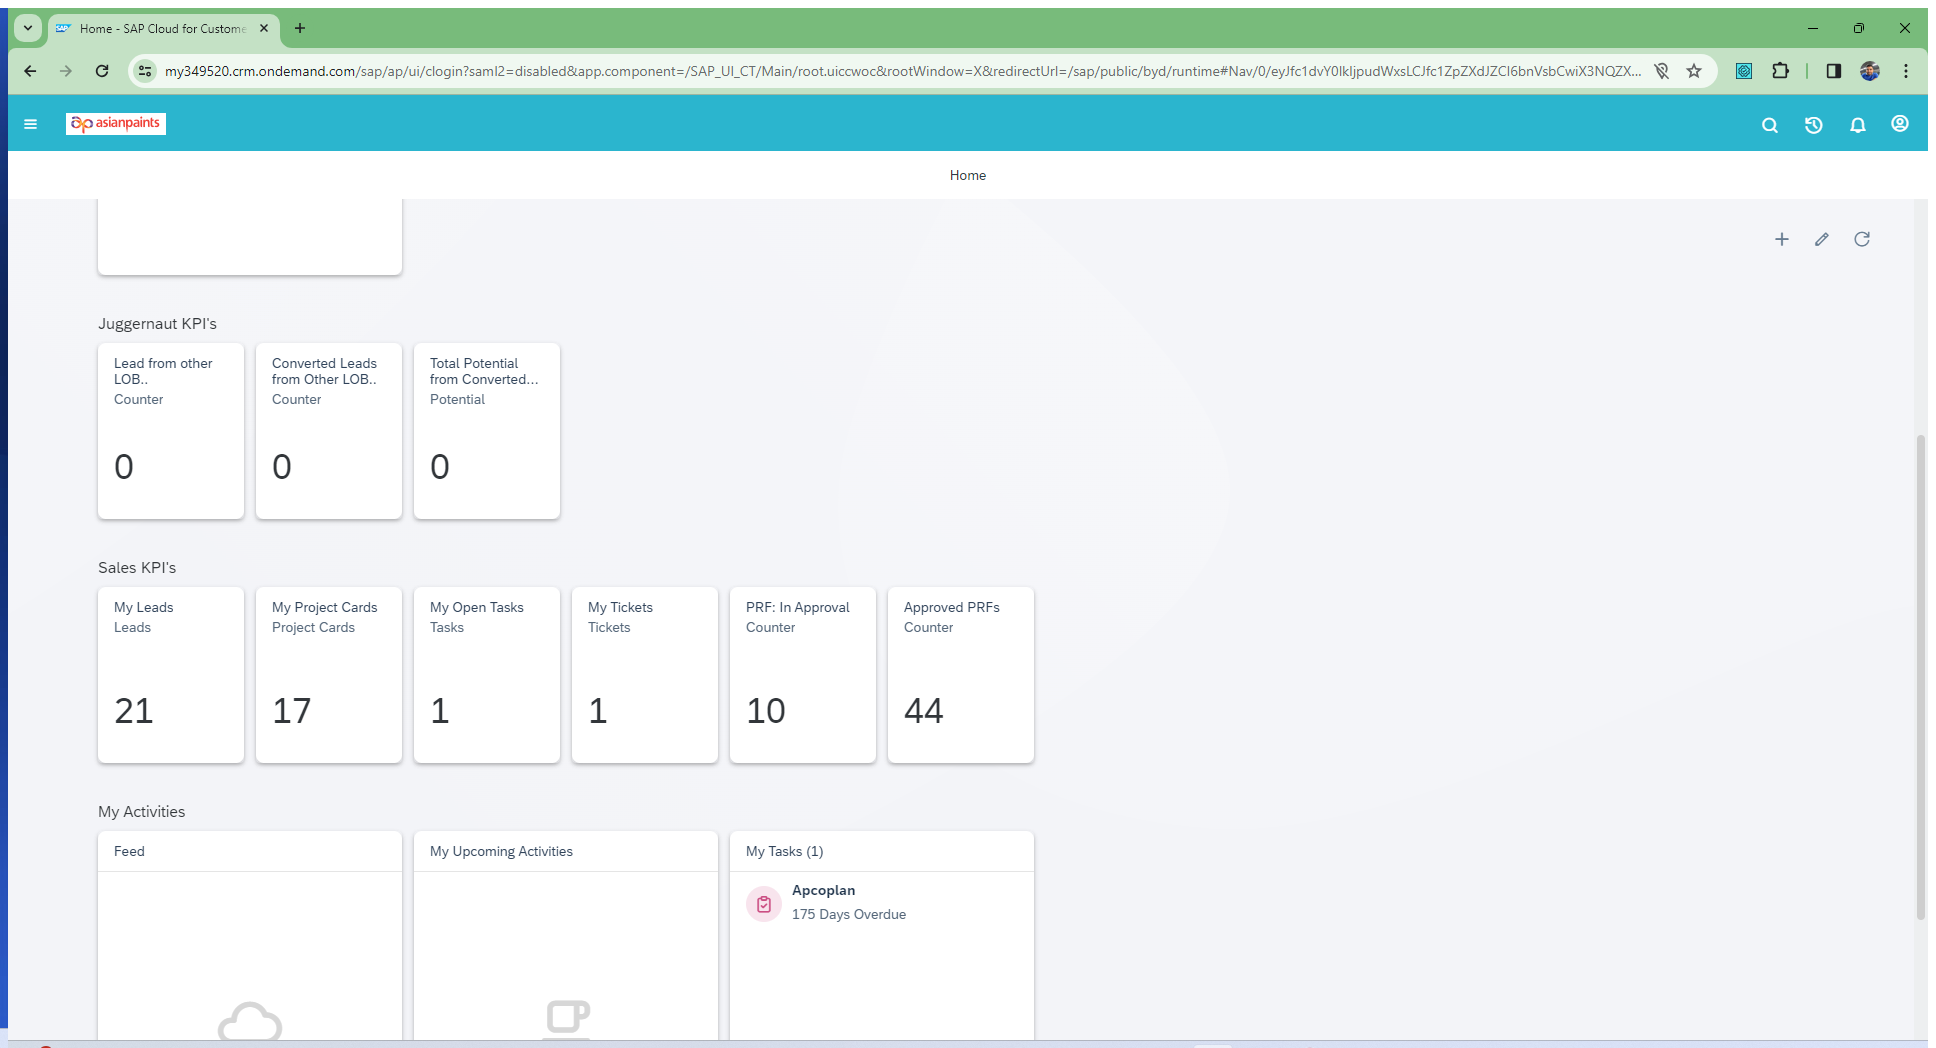 Home - SAP Cloud for Custome
my349520.crm.ondemand.com/sap/ap/ui/clogin?saml2=disabled&app.component=/SAP_UI_CT/Main/root.uiccwoc&rootWindow=X&redirectUrl=/sap/public/byd/runtime#Nav/0/eyJfc1dvY0lkIjpudWxsLCJfc1ZpZXdJZCI6bnVsbCwiX3NQZX...
ap asianpaints
Home
Juggernaut KPI's
Lead from other
LOB..
Counter
0
Converted Leads
from Other LOB..
Counter
0
Total Potential
from Converted...
Potential
0
Sales KPI's
My Leads
Leads
21
My Project Cards
Project Cards
17
My Open Tasks
Tasks
1
My Tickets
Tickets
1
PRF: In Approval
Counter
10
Approved PRFs
Counter
44
My Activities
Feed
My Upcoming Activities
My Tasks (1)
Apcoplan
175 Days Overdue